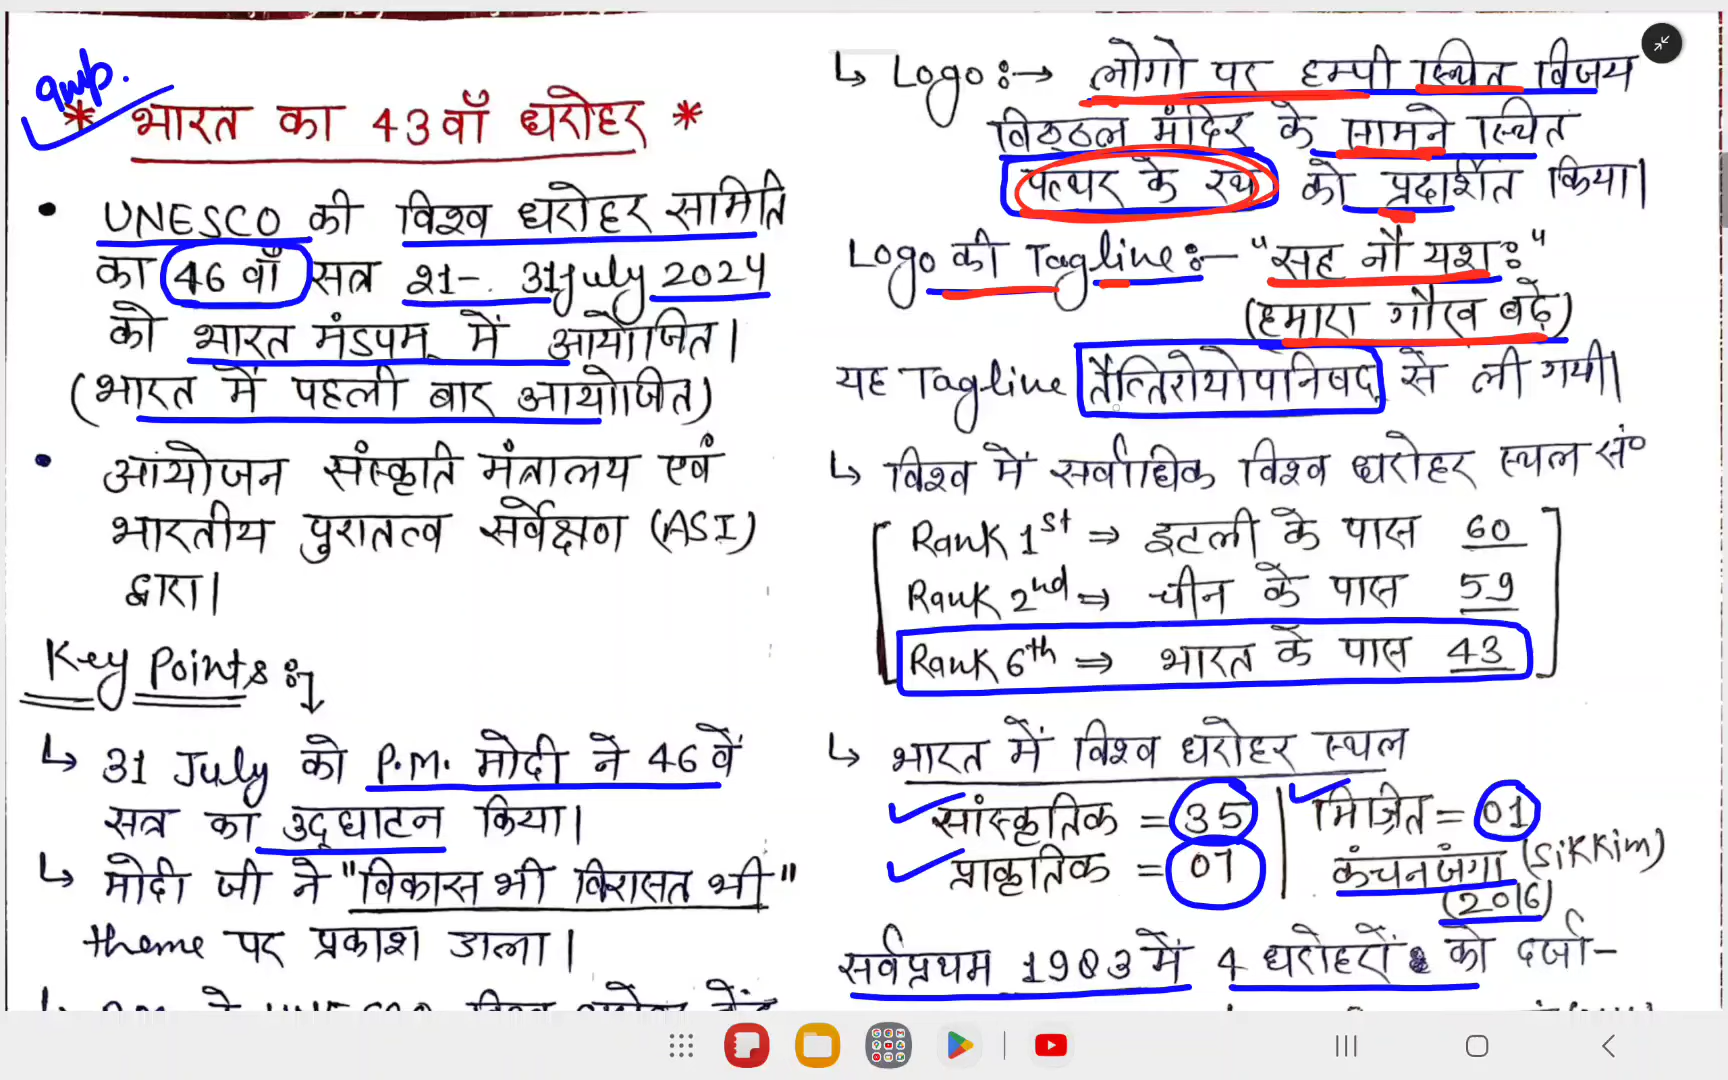 Imp.
* भारत का 43वाँ धरोहर *
• UNESCO की विश्व धरोहर समिति
का 46 वाँ सत्र 21- 31 July 2024
को भारत मंडपम् में आयोजित।
(भारत में पहली बार आयोजित)
• आयोजन संस्कृति मंत्रालय एवं
भारतीय पुरातत्व सर्वेक्षण (ASI)
द्वारा।
Key Points :↴
↳ 31 July को P.M. मोदी ने 46 वें
सत्र का उद्घाटन किया।
↳ मोदी जी ने "विकास भी विरासत भी"
theme पर प्रकाश डाला।
↳ Logo :→ लोगो पर हम्पी स्थित विजय
विठ्ठल मंदिर के सामने स्थित
पत्थर के रथ को प्रदर्शित किया।
Logo की Tagline :- "सह नौ यशः"
(हमारा गौरव बढ़े)
यह Tagline तैत्तिरीयोपनिषद् से ली गयी।
↳ विश्व में सर्वाधिक विश्व धरोहर स्थल सं०
Rank 1st ⇒ इटली के पास 60
Rank 2nd ⇒ चीन के पास 59
Rank 6th ⇒ भारत के पास 43
↳ भारत में विश्व धरोहर स्थल
सांस्कृतिक = 35 | मिश्रित = 01
प्राकृतिक = 07 | कंचनजंगा (Sikkim)
(2016)
सर्वप्रथम 1983 में 4 धरोहरों को दर्जा-